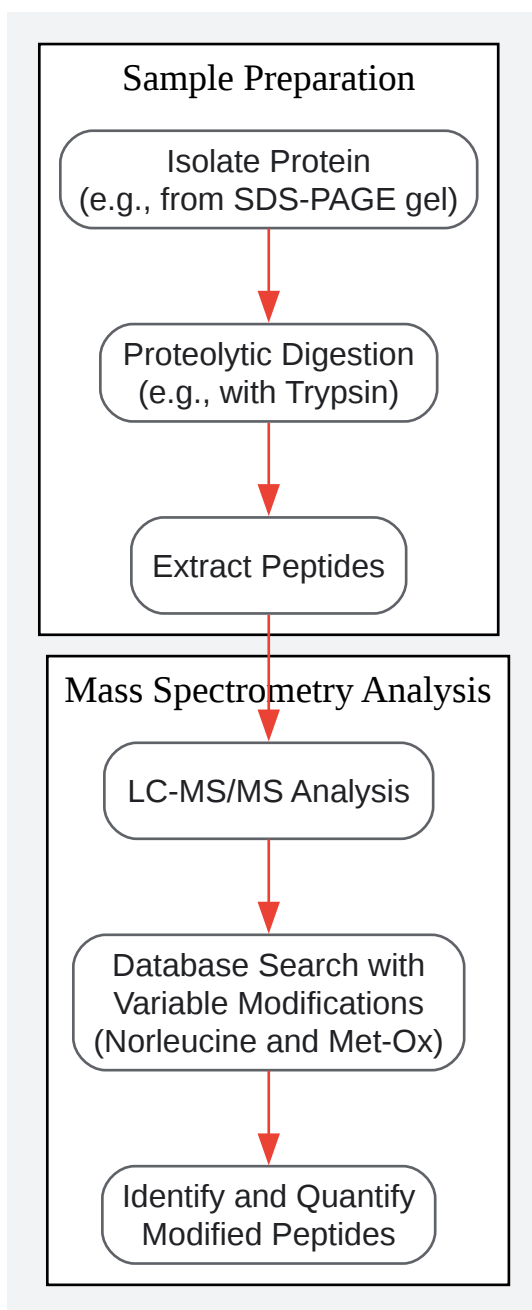 Sample Preparation
Isolate Protein
(e.g., from SDS-PAGE gel)
Proteolytic Digestion
(e.g., with Trypsin)
Extract Peptides
Mass Spectrometry Analysis
LC-MS/MS Analysis
Database Search with
Variable Modifications
(Norleucine and Met-Ox)
Identify and Quantify
Modified Peptides